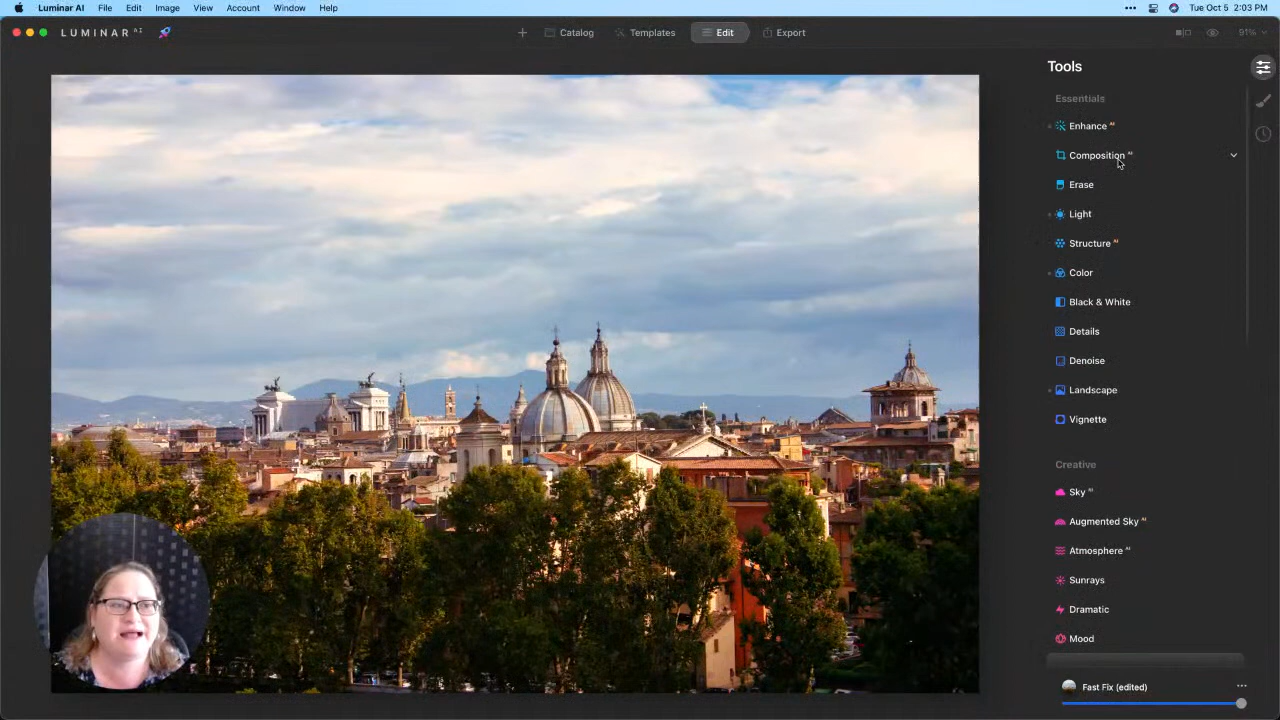 Luminar AI File Edit Image View Account Window Help
Tue Oct 5 2:03 PM
LUMINAR AI
Catalog Templates Edit Export
91%
Tools
Essentials
Enhance AI
Composition AI
Erase
Light
Structure AI
Color
Black & White
Details
Denoise
Landscape
Vignette
Creative
Sky AI
Augmented Sky AI
Atmosphere AI
Sunrays
Dramatic
Mood
Fast Fix (edited)